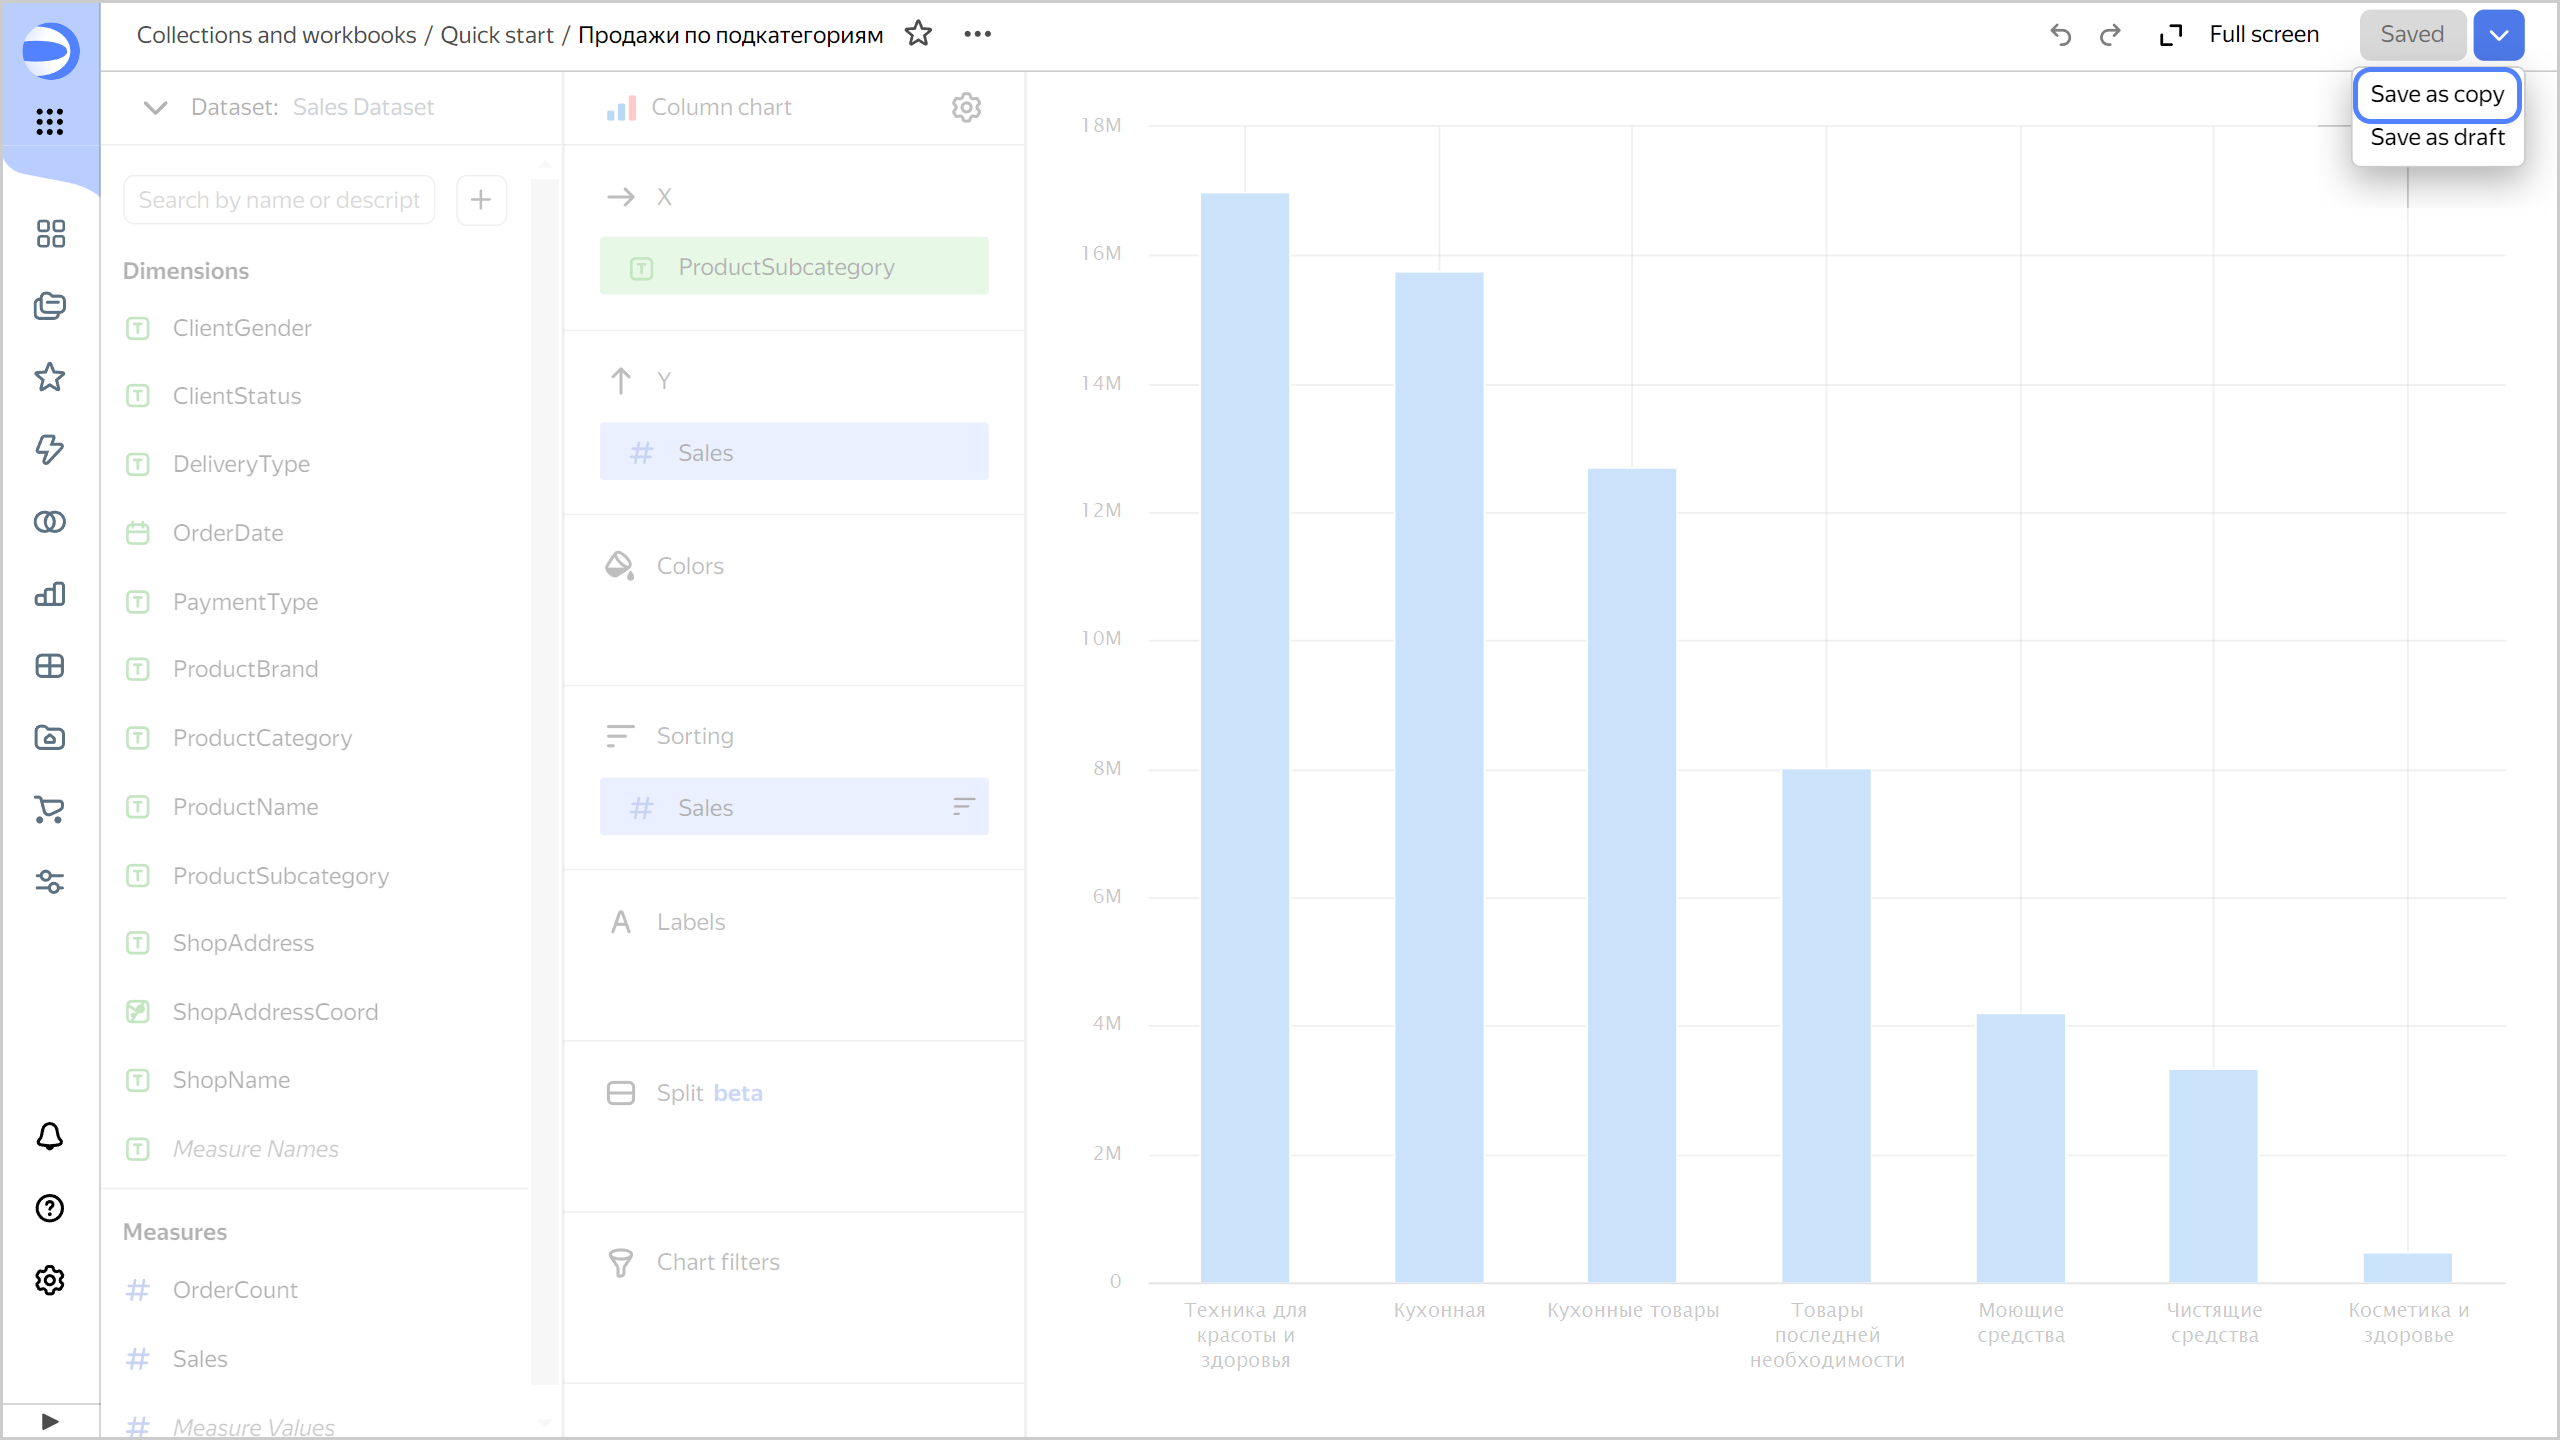 Collections and workbooks / Quick start / Продажи по подкатегориям
Full screen
Saved
Save as copy
Save as draft
Dataset: Sales Dataset
Search by name or descript
Dimensions
ClientGender
ClientStatus
DeliveryType
OrderDate
PaymentType
ProductBrand
ProductCategory
ProductName
ProductSubcategory
ShopAddress
ShopAddressCoord
ShopName
Measure Names
Measures
OrderCount
Sales
Measure Values
Column chart
X
ProductSubcategory
Y
Sales
Colors
Sorting
Sales
Labels
Split beta
Chart filters
18M
16M
14M
12M
10M
8M
6M
4M
2M
0
Техника для
красоты и
здоровья
Кухонная
Кухонные товары
Товары
последней
необходимости
Моющие
средства
Чистящие
средства
Косметика и
здоровье